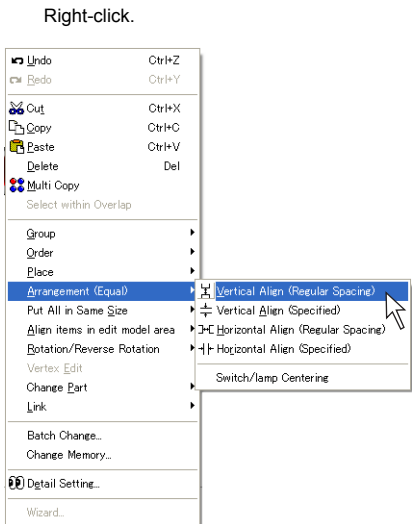 Right-click.
Undo Ctrl+Z
Redo Ctrl+Y
Cut Ctrl+X
Copy Ctrl+C
Paste Ctrl+V
Delete Del
Multi Copy
Select within Overlap
Group
Order
Place
Arrangement (Equal)
Vertical Align (Regular Spacing)
Put All in Same Size
Vertical Align (Specified)
Align items in edit model area
Horizontal Align (Regular Spacing)
Rotation/Reverse Rotation
Horizontal Align (Specified)
Vertex Edit
Switch/lamp Centering
Change Part
Link
Batch Change...
Change Memory...
Detail Setting...
Wizard...